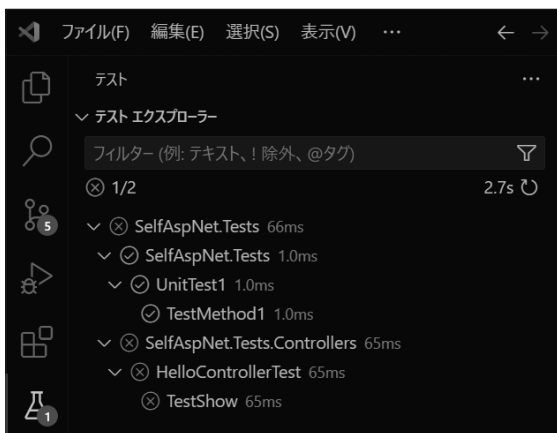 ファイル(F) 編集(E) 選択(S) 表示(V) … ← →
テスト …
テスト エクスプローラー
フィルター (例: テキスト、! 除外、@タグ)
1/2 2.7s
5
SelfAspNet.Tests 66ms
SelfAspNet.Tests 1.0ms
UnitTest1 1.0ms
TestMethod1 1.0ms
SelfAspNet.Tests.Controllers 65ms
HelloControllerTest 65ms
TestShow 65ms
1